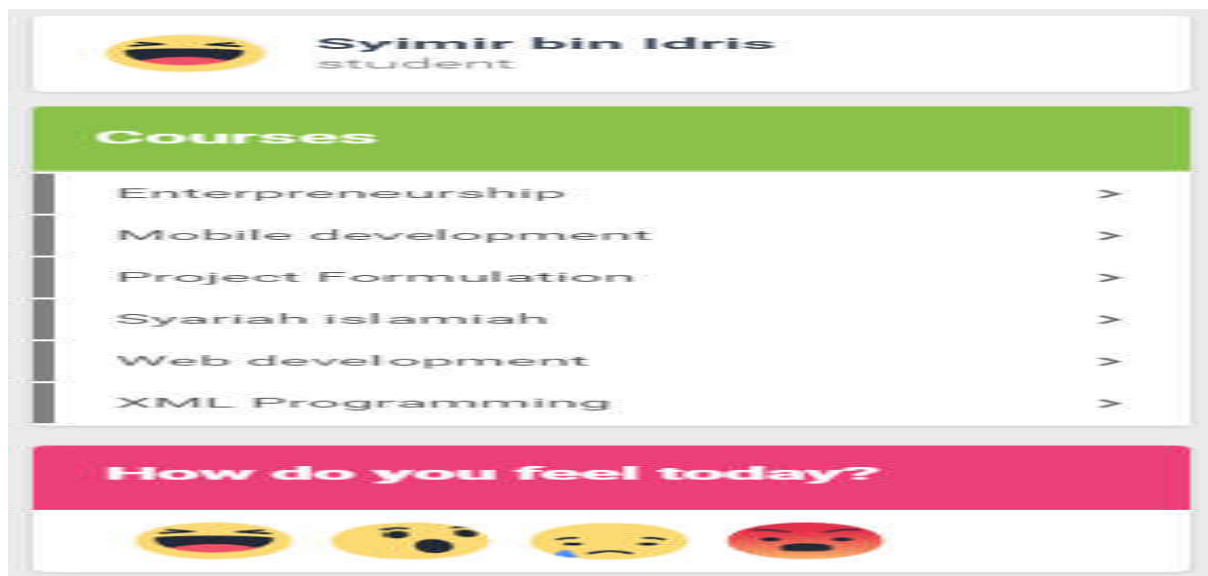 Syimir bin Idris
student
Courses
Enterpreneurship >
Mobile development >
Project Formulation >
Syariah islamiah >
Web development >
XML Programming >
How do you feel today?